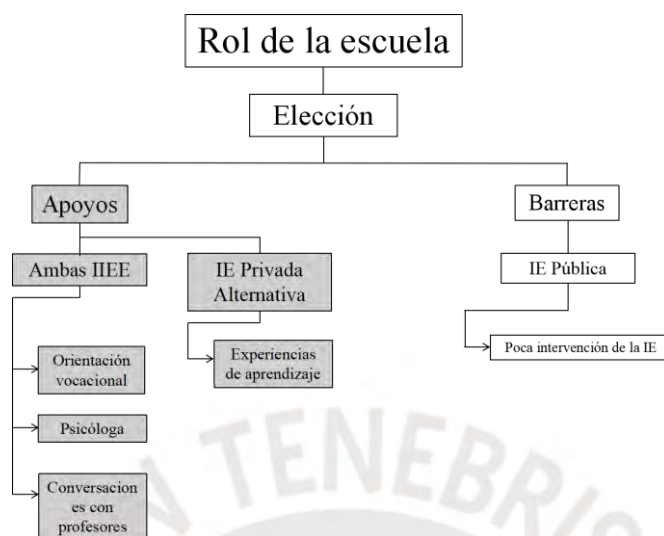 Rol de la escuela
Elección
Apoyos
Barreras
Ambas IIEE
IE Privada
Alternativa
IE Pública
Orientación
vocacional
Experiencias
de aprendizaje
Poca intervención de la IE
Psicóloga
Conversacion
es con
profesores
N TENEBRIS